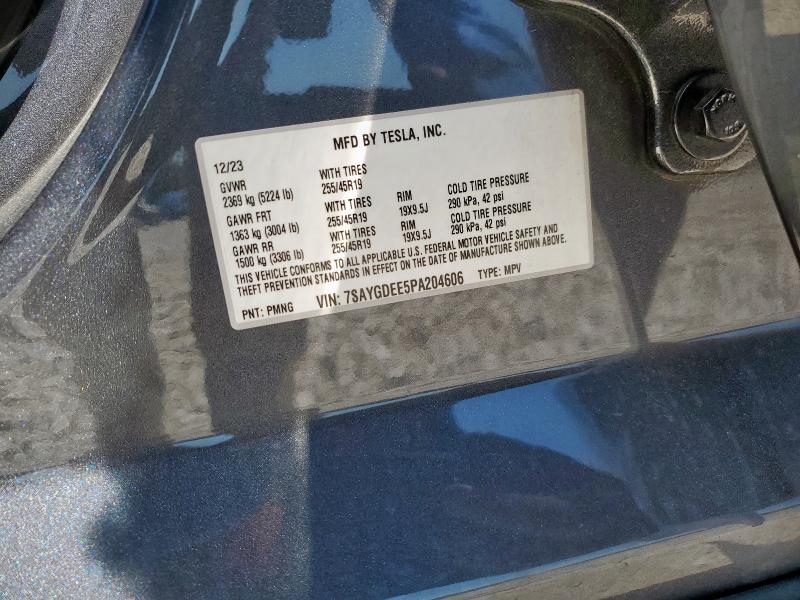 MFD BY TESLA, INC.
12/23
GVWR WITH TIRES
2369 kg (5224 lb) 255/45R19
GAWR FRT WITH TIRES RIM COLD TIRE PRESSURE
1363 kg (3004 lb) 255/45R19 19X9.5J 290 kPa, 42 psi
GAWR RR WITH TIRES RIM COLD TIRE PRESSURE
1500 kg (3306 lb) 255/45R19 19X9.5J 290 kPa, 42 psi
THIS VEHICLE CONFORMS TO ALL APPLICABLE U.S. FEDERAL MOTOR VEHICLE SAFETY AND
THEFT PREVENTION STANDARDS IN EFFECT ON THE DATE OF MANUFACTURE SHOWN ABOVE.
PNT: PMNG VIN: 7SAYGDEE5PA204606 TYPE: MPV